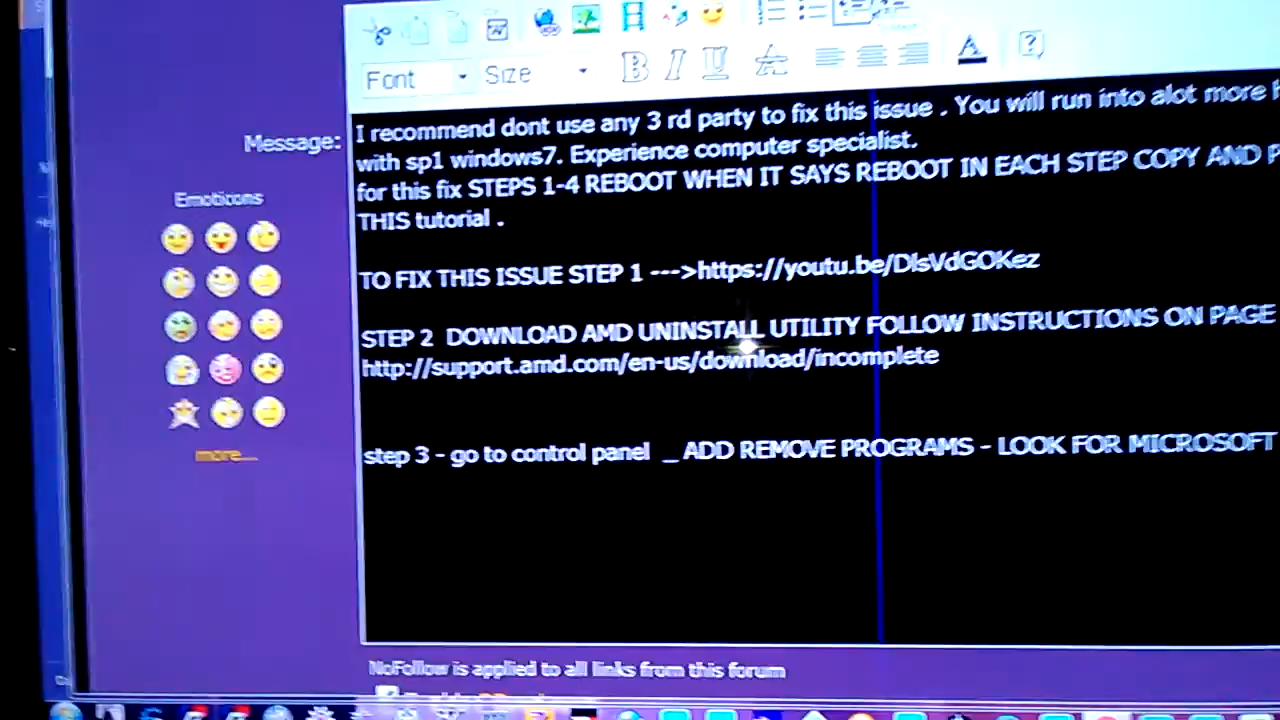 Font Size B I U A
Message:
I recommend dont use any 3 rd party to fix this issue . You will run into alot more
with sp1 windows7. Experience computer specialist.
for this fix STEPS 1-4 REBOOT WHEN IT SAYS REBOOT IN EACH STEP COPY AND
THIS tutorial .
Emoticons
TO FIX THIS ISSUE STEP 1 --->https://youtu.be/DlsVdGOKez
STEP 2 DOWNLOAD AMD UNINSTALL UTILITY FOLLOW INSTRUCTIONS ON PAGE
http://support.amd.com/en-us/download/incomplete
step 3 - go to control panel _ ADD REMOVE PROGRAMS - LOOK FOR MICROSOFT
more...
NoFollow is applied to all links from this forum